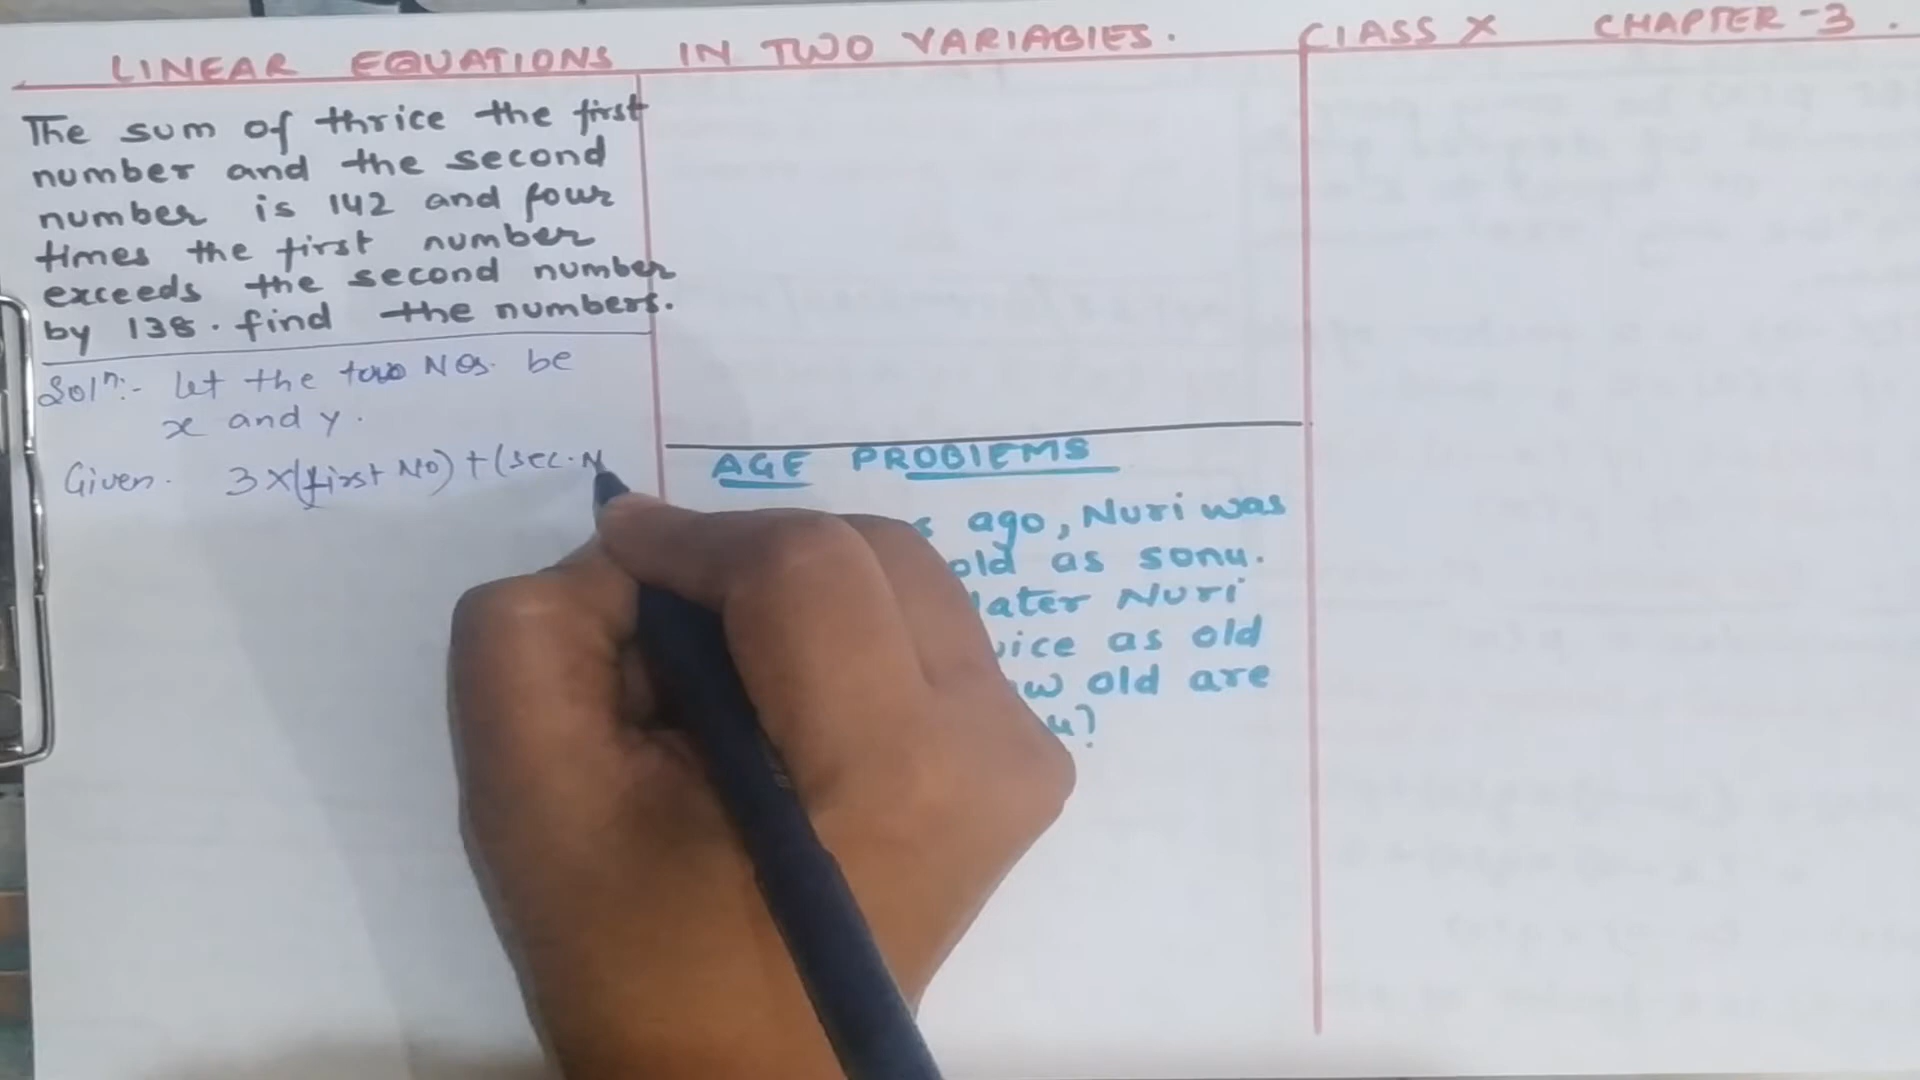 LINEAR EQUATIONS IN TWO VARIABLES. CLASS X CHAPTER-3.
The sum of thrice the first
number and the second
number is 142 and four
times the first number
exceeds the second number
by 138. find the numbers.
Solⁿ:- Let the two NOs. be
x and y.
Given. 3×(first NO) + (sec. N
AGE PROBLEMS
ago, Nuri was
old as sonu.
later Nuri
as old
old are